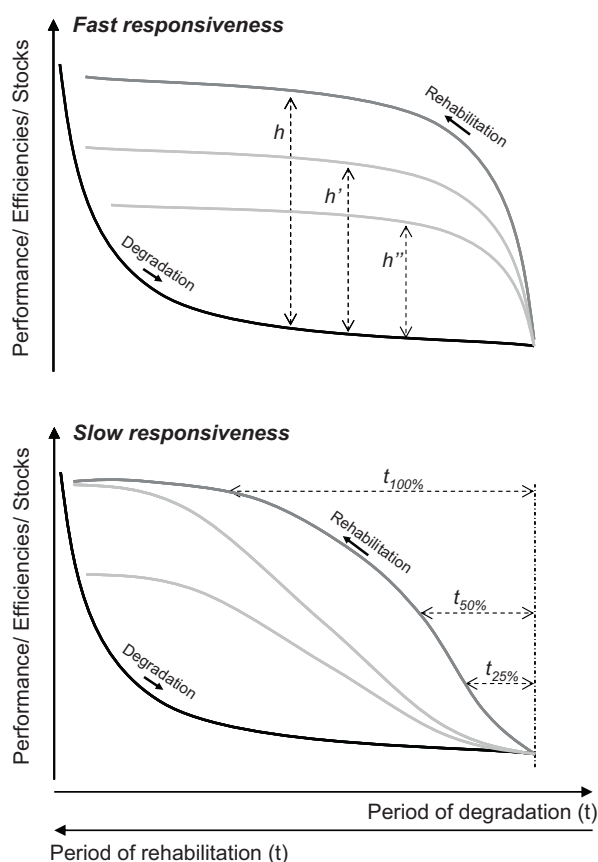 Fast responsiveness
Performance/ Efficiencies/ Stocks
Rehabilitation
h
h’
h’’
Degradation
Slow responsiveness
Performance/ Efficiencies/ Stocks
t100%
Rehabilitation
t50%
t25%
Degradation
Period of degradation (t)
Period of rehabilitation (t)